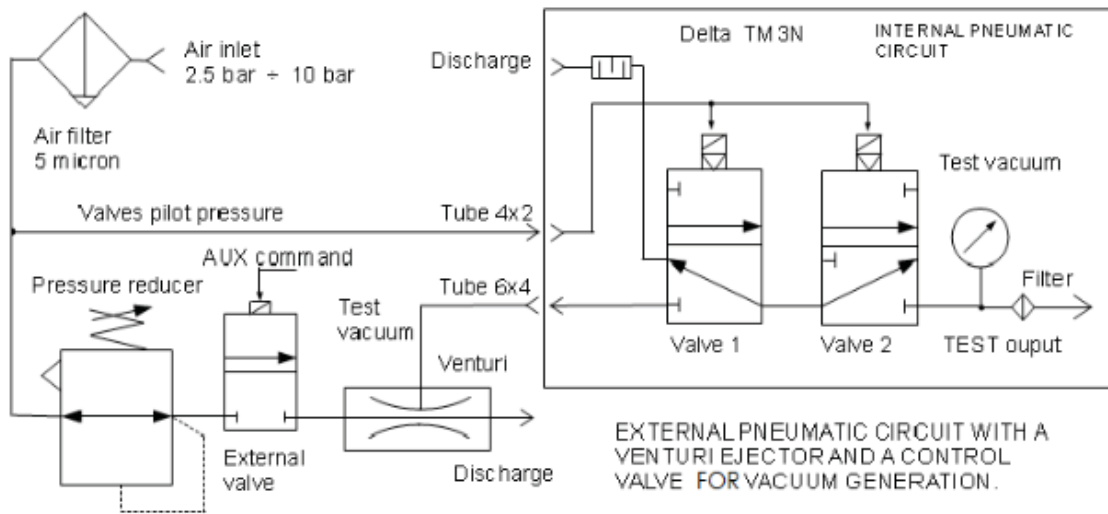 Air inlet
2.5 bar ÷ 10 bar
Air filter
5 micron
Discharge
Delta TM3N
INTERNAL PNEUMATIC
CIRCUIT
Test vacuum
Valves pilot pressure
Tube 4x2
AUX command
Pressure reducer
Test
vacuum
Tube 6x4
Venturi
Filter
Valve 1
Valve 2
TEST ouput
External
valve
Discharge
EXTERNAL PNEUMATIC CIRCUIT WITH A
VENTURI EJECTOR AND A CONTROL
VALVE FOR VACUUM GENERATION.